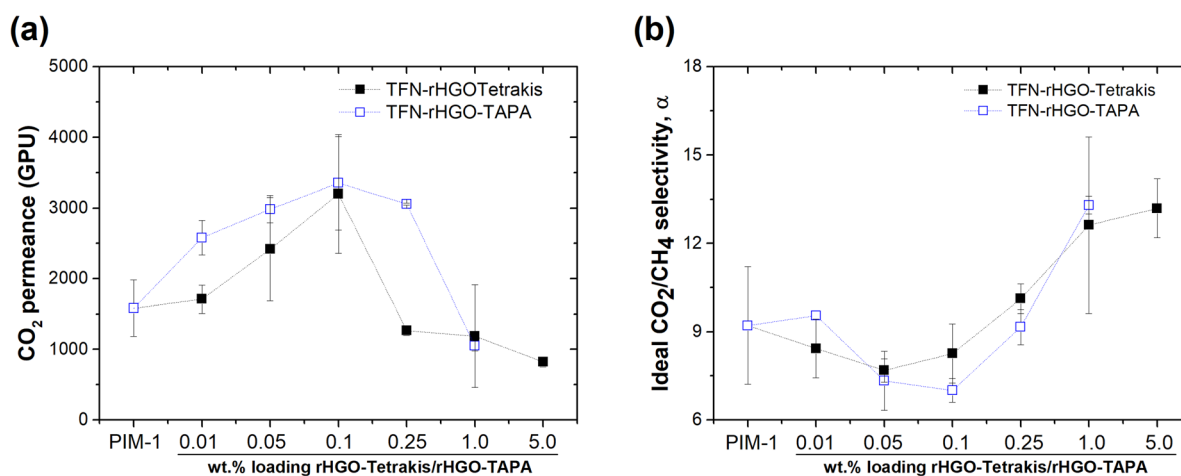 (a)
CO2 permeance (GPU)
5000
4000
3000
2000
1000
0
TFN-rHGOTetrakis
TFN-rHGO-TAPA
PIM-1 0.01 0.05 0.1 0.25 1.0 5.0
wt.% loading rHGO-Tetrakis/rHGO-TAPA
(b)
Ideal CO2/CH4 selectivity, α
18
15
12
9
6
TFN-rHGO-Tetrakis
TFN-rHGO-TAPA
PIM-1 0.01 0.05 0.1 0.25 1.0 5.0
wt.% loading rHGO-Tetrakis/rHGO-TAPA